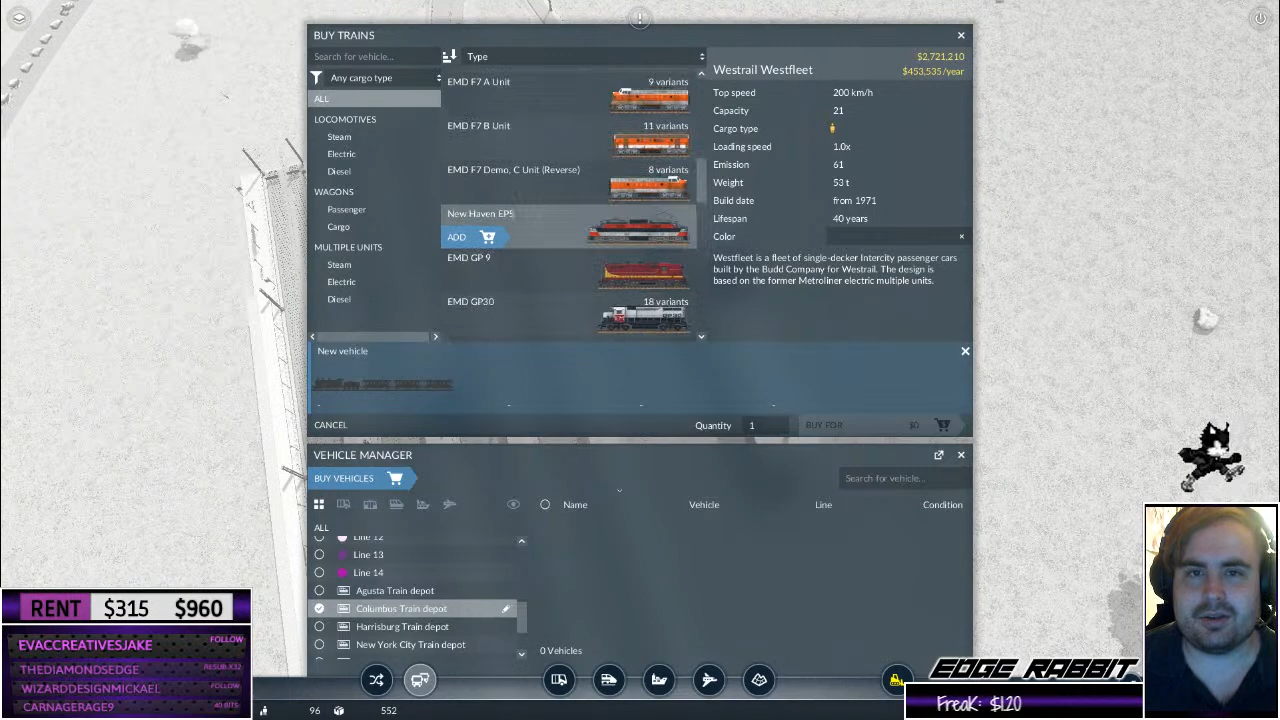 BUY TRAINS
Search for vehicle...
Type
Any cargo type
ALL
LOCOMOTIVES
Steam
Electric
Diesel
WAGONS
Passenger
Cargo
MULTIPLE UNITS
Steam
Electric
Diesel
EMD F7 A Unit 9 variants
EMD F7 B Unit 11 variants
EMD F7 Demo, C Unit (Reverse) 8 variants
New Haven EP5
ADD
EMD GP 9
EMD GP30 18 variants
$2,721,210
Westrail Westfleet $453,535/year
Top speed 200 km/h
Capacity 21
Cargo type
Loading speed 1.0x
Emission 61
Weight 53 t
Build date from 1971
Lifespan 40 years
Color
Westfleet is a fleet of single-decker Intercity passenger cars
built by the Budd Company for Westrail. The design is
based on the former Metroliner electric multiple units.
New vehicle
CANCEL Quantity 1 BUY FOR $0
VEHICLE MANAGER
BUY VEHICLES Search for vehicle...
Name Vehicle Line Condition
ALL
Line 12
Line 13
Line 14
Agusta Train depot
Columbus Train depot
Harrisburg Train depot
New York City Train depot
0 Vehicles
96 552
RENT $315 $960
EVACCREATIVESJAKE FOLLOW
THEDIAMONDSEDGE RESUB X32
WIZARDDESIGNMICKAEL FOLLOW
CARNAGERAGE9 40 BITS
EDGE RABBIT
FreaK: $1.20